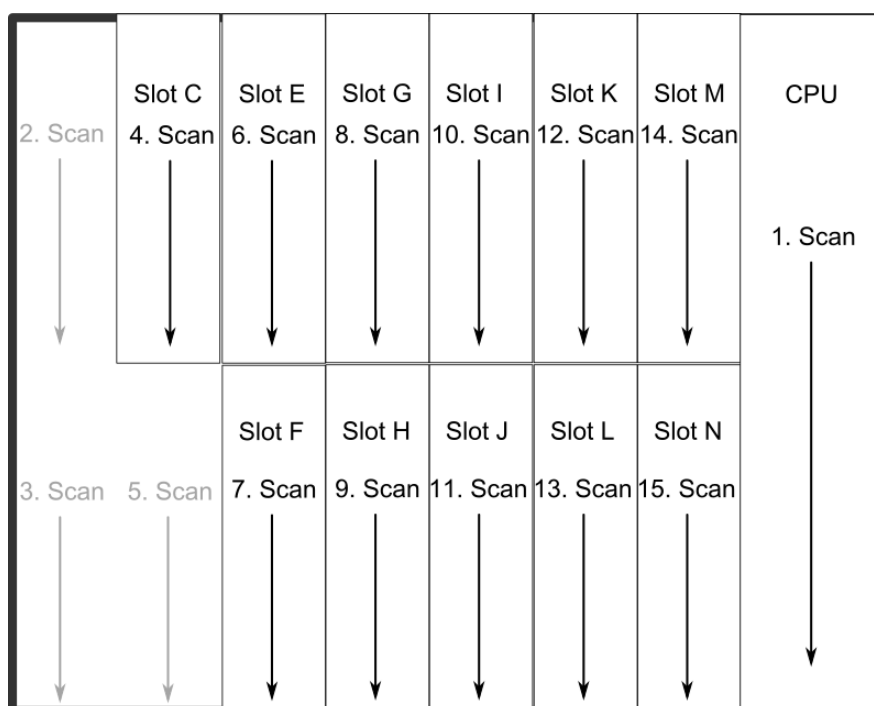 Slot C
Slot E
Slot G
Slot I
Slot K
Slot M
CPU
2. Scan
4. Scan
6. Scan
8. Scan
10. Scan
12. Scan
14. Scan
1. Scan
Slot F
Slot H
Slot J
Slot L
Slot N
3. Scan
5. Scan
7. Scan
9. Scan
11. Scan
13. Scan
15. Scan